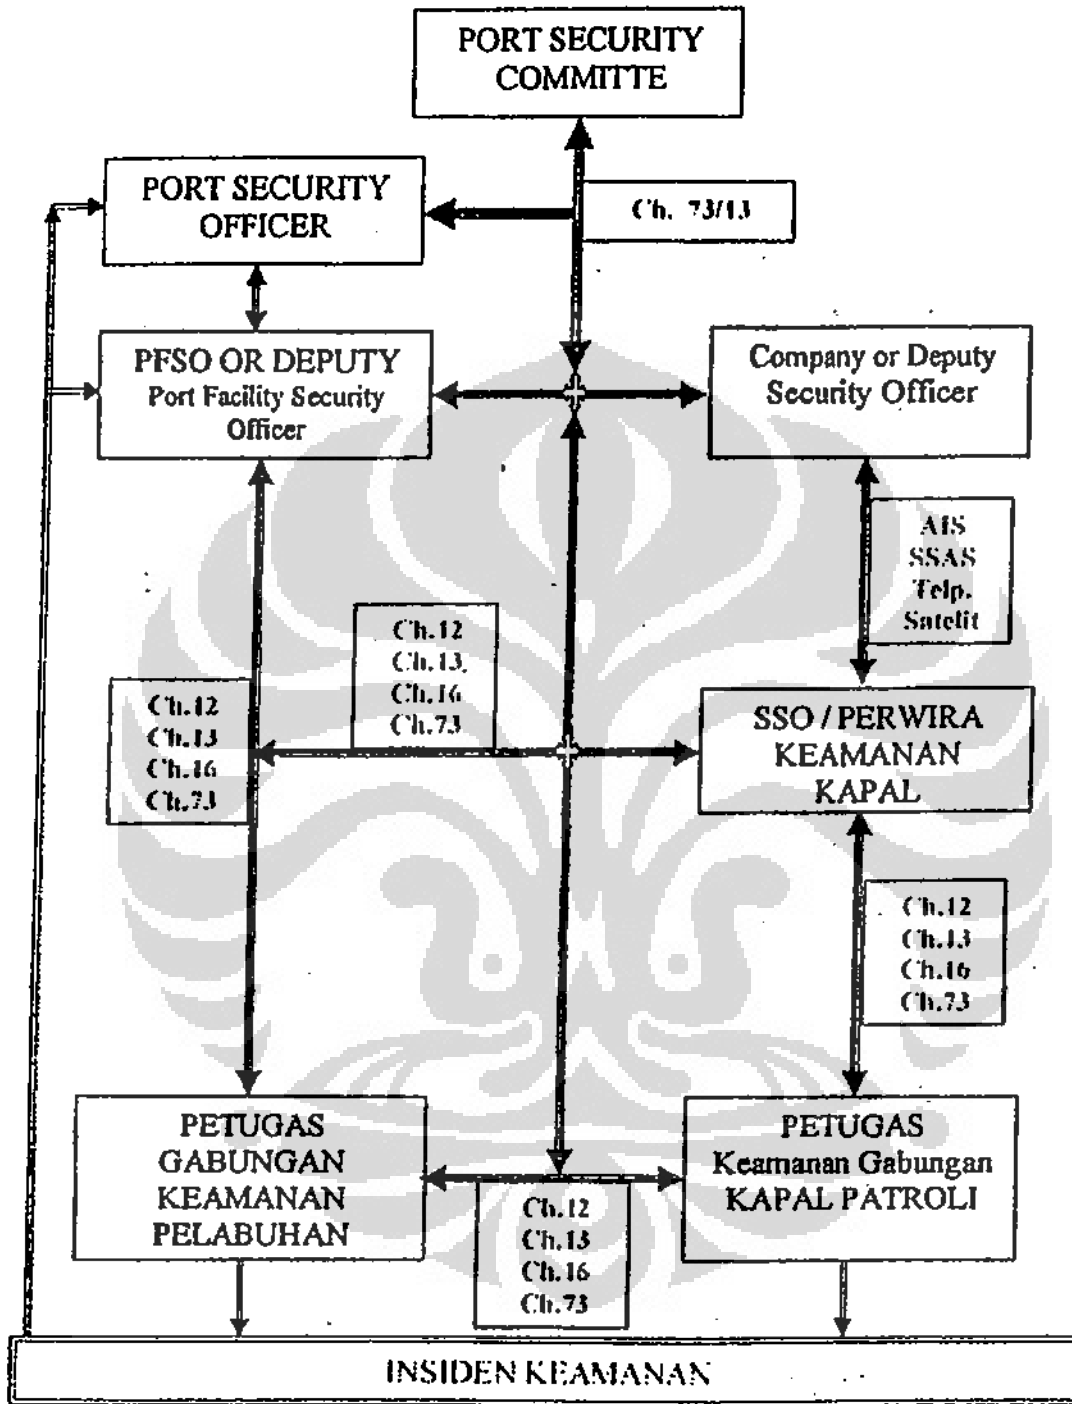 PORT SECURITY
COMMITTE
PORT SECURITY
OFFICER
Ch. 73/13
PFSO OR DEPUTY
Port Facility Security
Officer
Company or Deputy
Security Officer
AIS
SSAS
Telp.
Satelit
Ch.12
Ch.13
Ch.16
Ch.73
Ch.12
Ch.13
Ch.16
Ch.73
SSO / PERWIRA
KEAMANAN
KAPAL
Ch.12
Ch.13
Ch.16
Ch.73
PETUGAS
GABUNGAN
KEAMANAN
PELABUHAN
PETUGAS
Keamanan Gabungan
KAPAL PATROLI
Ch.12
Ch.13
Ch.16
Ch.73
INSIDEN KEAMANAN